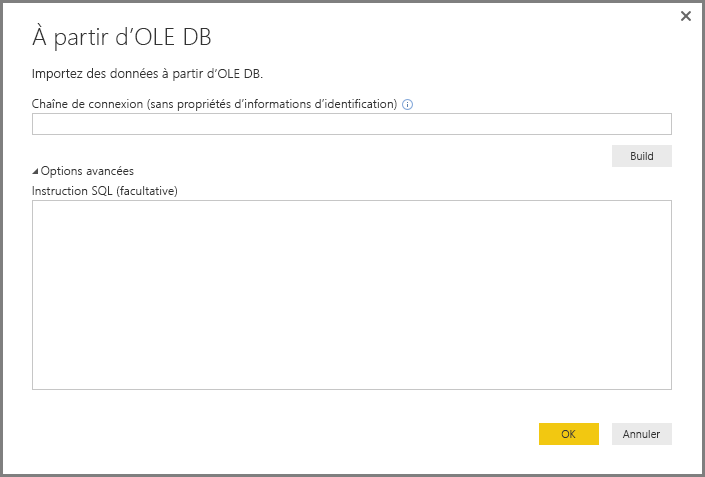 À partir d’OLE DB
Importez des données à partir d’OLE DB.
Chaîne de connexion (sans propriétés d’informations d’identification)
Build
Options avancées
Instruction SQL (facultative)
OK
Annuler